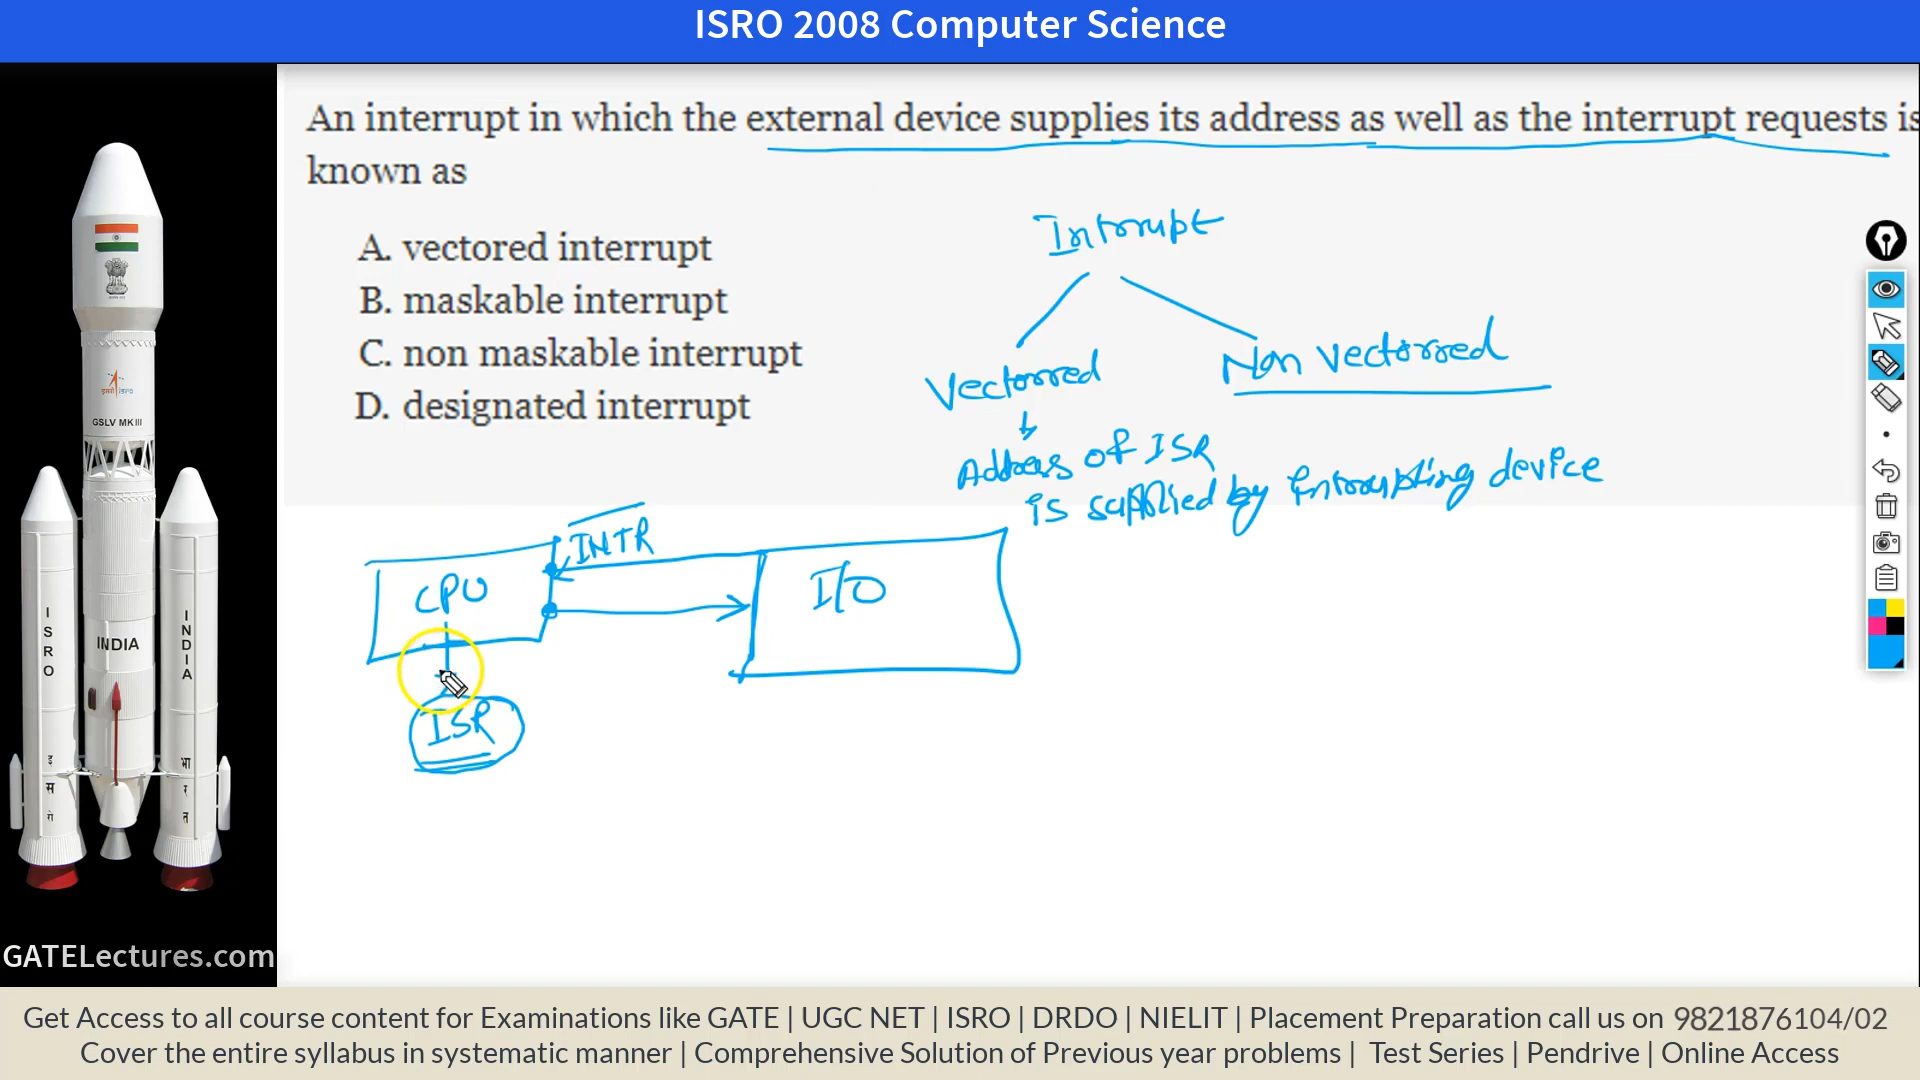 ISRO 2008 Computer Science
An interrupt in which the external device supplies its address as well as the interrupt requests is
known as
A. vectored interrupt
B. maskable interrupt
C. non maskable interrupt
D. designated interrupt
Intrrupt
Vectorred
Non Vectorred
Address of ISR
is supplied by interrupting device
INTR
CPU
I/O
ISR
इसरो isro
GSLV MK III
I
S
R
O
INDIA
I
N
D
I
A
इ
स
रो
भा
र
त
GATELectures.com
Get Access to all course content for Examinations like GATE | UGC NET | ISRO | DRDO | NIELIT | Placement Preparation call us on 9821876104/02
Cover the entire syllabus in systematic manner | Comprehensive Solution of Previous year problems | Test Series | Pendrive | Online Access